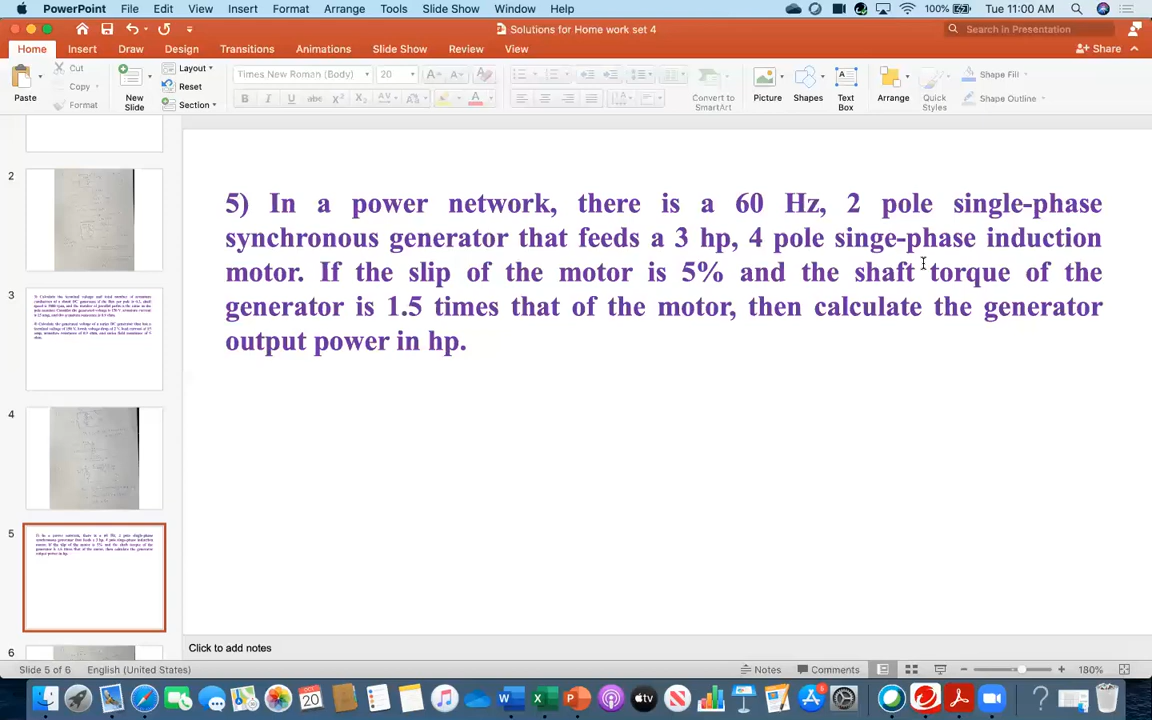 PowerPoint File Edit View Insert Format Arrange Tools Slide Show Window Help 100% Tue 11:00 AM
Solutions for Home work set 4 Search in Presentation
Home Insert Draw Design Transitions Animations Slide Show Review View Share
Paste Cut Copy Format New Slide Layout Reset Section Times New Roman (Body) 20 Convert to SmartArt Picture Shapes Text Box Arrange Quick Styles Shape Fill Shape Outline
2
3
4
5
6
5) In a power network, there is a 60 Hz, 2 pole single-phase
synchronous generator that feeds a 3 hp, 4 pole singe-phase induction
motor. If the slip of the motor is 5% and the shaft torque of the
generator is 1.5 times that of the motor, then calculate the generator
output power in hp.
Click to add notes
Slide 5 of 6 English (United States) Notes Comments 180%